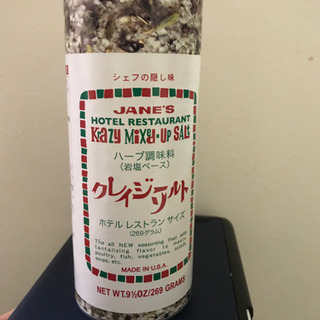 シェフの隠し味
JANE'S
HOTEL RESTAURANT
KRAZY MIXED-UP SALT
ハーブ調味料
(岩塩ベース)
クレイジーソルト
ホテル レストラン サイズ
(269グラム)
The all NEW seasoning that adds
tantalizing flavor to meats,
poultry, fish, vegetables, salads,
soups, etc.
MADE IN U.S.A.
NET WT. 9½OZ/269 GRAMS